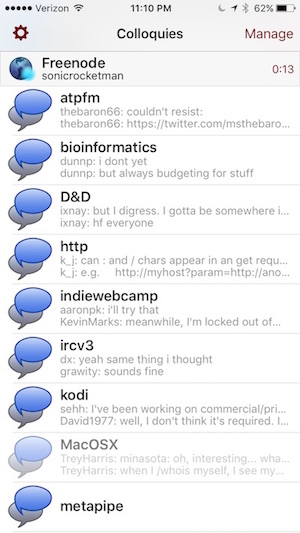 Verizon 11:10 PM 62%
Colloquies Manage
Freenode
sonicrocketman 0:13
atpfm
thebaron66: couldn't resist:
thebaron66: https://twitter.com/msthebaro...
bioinformatics
dunnp: i dont yet
dunnp: but always budgeting for stuff
D&D
ixnay: but I digress. I gotta be somewhere i...
ixnay: hf everyone
http
k_j: can : and / chars appear in an get requ...
k_j: e.g. http://myhost?param=http://ano...
indiewebcamp
aaronpk: i'll try that
KevinMarks: meanwhile, I'm locked out of...
ircv3
dx: yeah same thing i thought
grawity: sounds fine
kodi
sehh: I've been working on commercial/pri...
David1977: well, I don't think it's required. I...
MacOSX
TreyHarris: minasota: oh, interesting... what...
TreyHarris: when I /whois myself, I see my...
metapipe